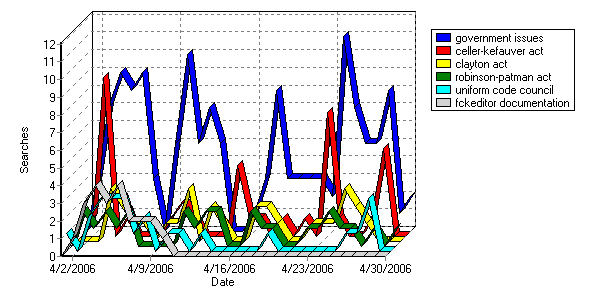 12
11
10
9
8
7
6
5
4
3
2
1
0
Searches
4/2/2006 4/9/2006 4/16/2006 4/23/2006 4/30/2006
Date
government issues
celler-kefauver act
clayton act
robinson-patman act
uniform code council
fckeditor documentation